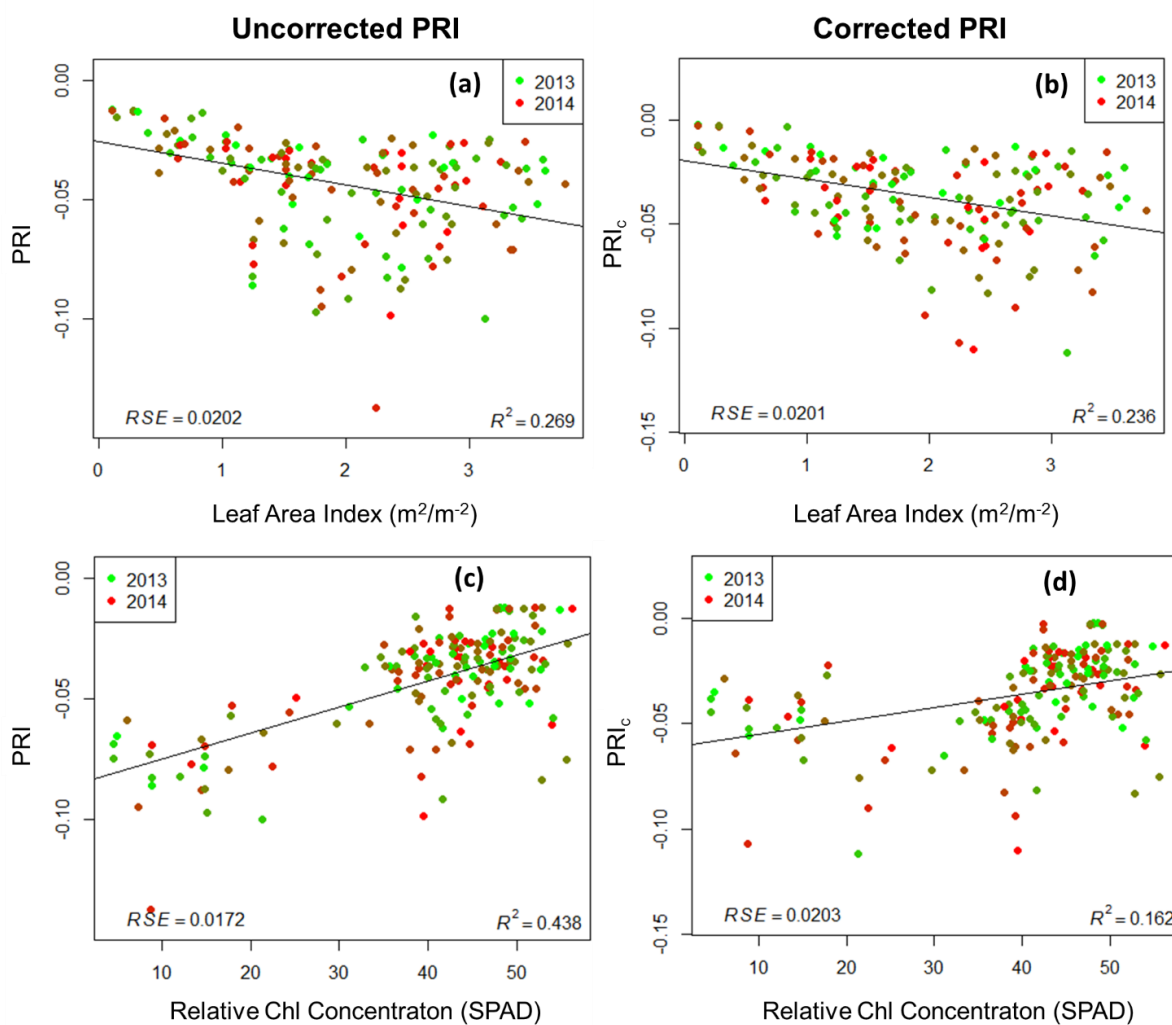 Uncorrected PRI
Corrected PRI
(a)
2013
2014
PRI
0.00
-0.05
-0.10
RSE = 0.0202
R² = 0.269
0 1 2 3
Leaf Area Index (m²/m⁻²)
(b)
2013
2014
PRIc
0.00
-0.05
-0.10
-0.15
RSE = 0.0201
R² = 0.236
0 1 2 3
Leaf Area Index (m²/m⁻²)
(c)
2013
2014
PRI
0.00
-0.05
-0.10
RSE = 0.0172
R² = 0.438
10 20 30 40 50
Relative Chl Concentraton (SPAD)
(d)
2013
2014
PRIc
0.00
-0.05
-0.10
-0.15
RSE = 0.0203
R² = 0.162
10 20 30 40 50
Relative Chl Concentraton (SPAD)